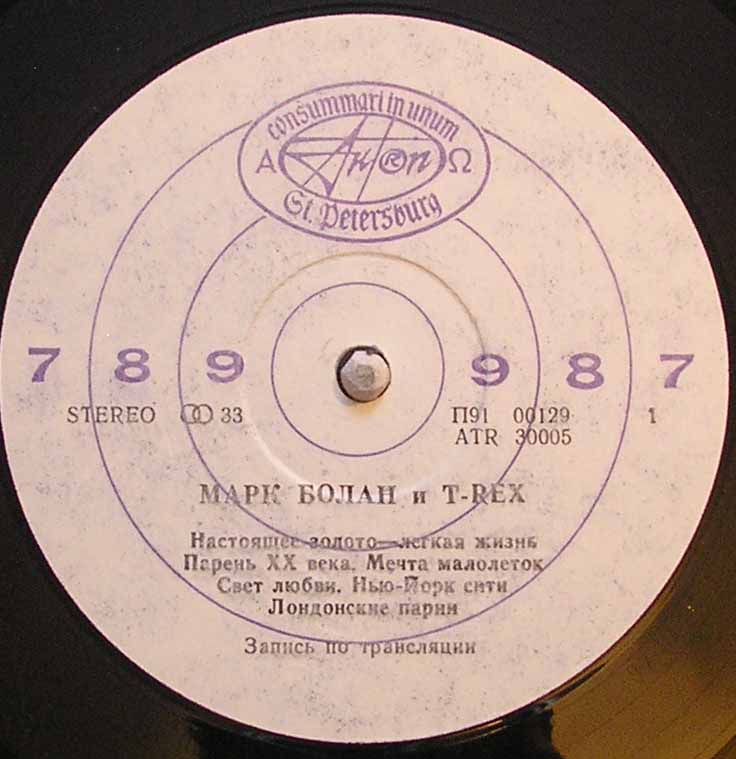 consummari in unum
А АкÓп Ω
St. Petersburg
7 8 9 9 8 7
STEREO 33 П91 00129 1
ATR 30005
МАРК БОЛАН и T-REX
Настоящее золото—легкая жизнь
Парень XX века. Мечта малолеток
Свет любви. Нью-Йорк сити
Лондонские парни
Запись по трансляции